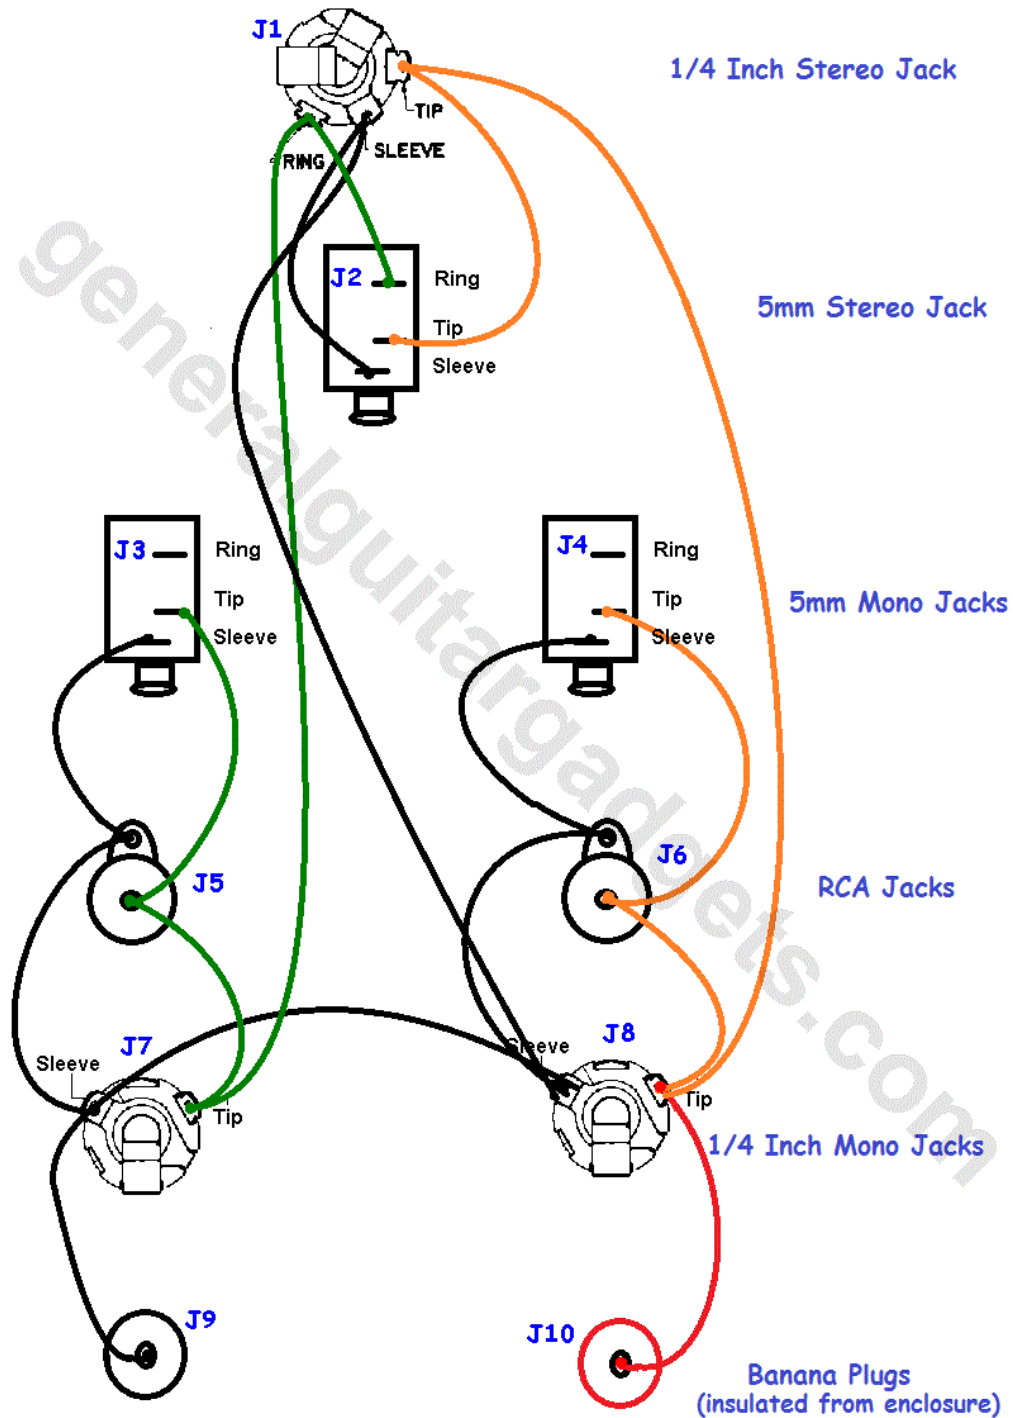 J1
1/4 Inch Stereo Jack
TIP
SLEEVE
RING
J2
Ring
5mm Stereo Jack
Tip
Sleeve
J3
Ring
J4
Ring
Tip
Tip
5mm Mono Jacks
Sleeve
Sleeve
generalguitargadgets.com
J5
J6
RCA Jacks
J7
J8
Sleeve
Sleeve
Tip
Tip
1/4 Inch Mono Jacks
J9
J10
Banana Plugs
(insulated from enclosure)